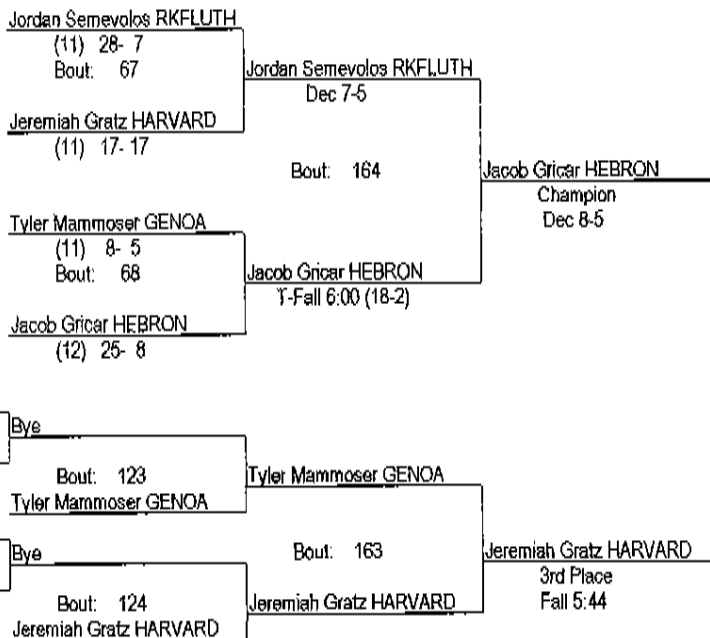 Jordan Semevolos RKFLUTH
(11) 28- 7
Bout: 67
Jordan Semevolos RKFLUTH
Dec 7-5
Jeremiah Gratz HARVARD
(11) 17- 17
Bout: 164
Jacob Gricar HEBRON
Champion
Dec 8-5
Tyler Mammoser GENOA
(11) 8- 5
Bout: 68
Jacob Gricar HEBRON
T-Fall 6:00 (18-2)
Jacob Gricar HEBRON
(12) 25- 8
Bye
Bout: 123
Tyler Mammoser GENOA
Tyler Mammoser GENOA
Bye
Bout: 163
Jeremiah Gratz HARVARD
3rd Place
Fall 5:44
Bout: 124
Jeremiah Gratz HARVARD
Jeremiah Gratz HARVARD